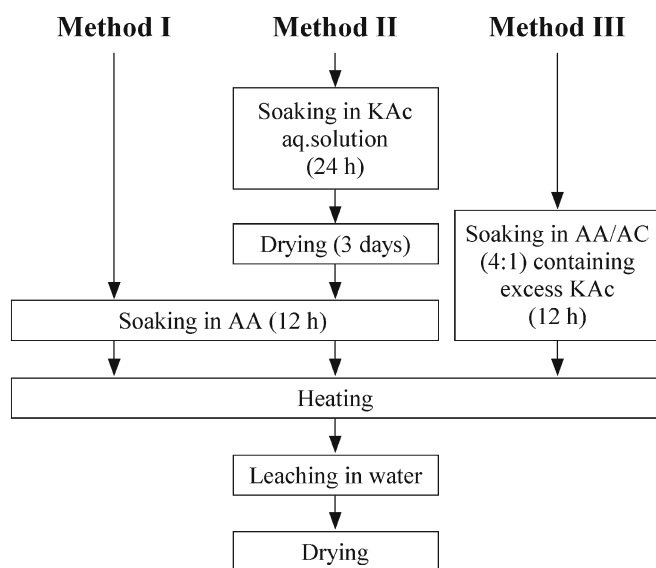 Method I
Method II
Method III
Soaking in KAc
aq.solution
(24 h)
Drying (3 days)
Soaking in AA/AC
(4:1) containing
excess KAc
(12 h)
Soaking in AA (12 h)
Heating
Leaching in water
Drying